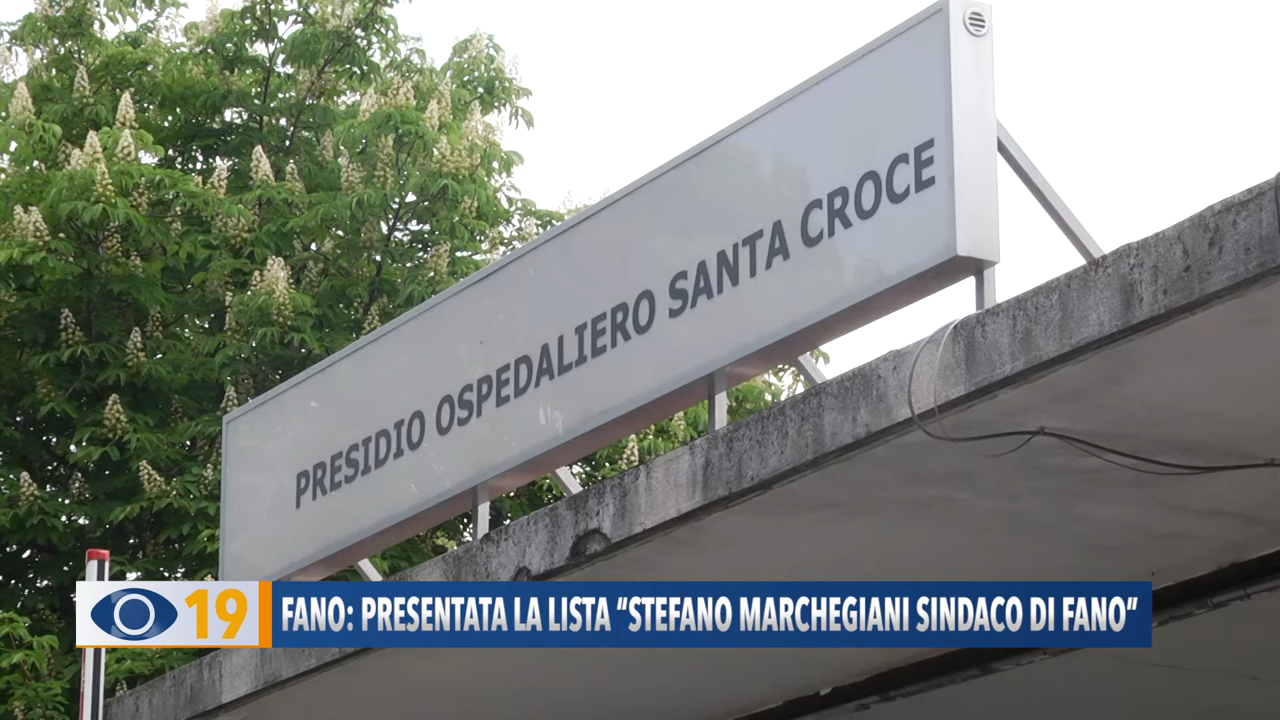 PRESIDIO OSPEDALIERO SANTA CROCE
19 FANO: PRESENTATA LA LISTA “STEFANO MARCHEGIANI SINDACO DI FANO”